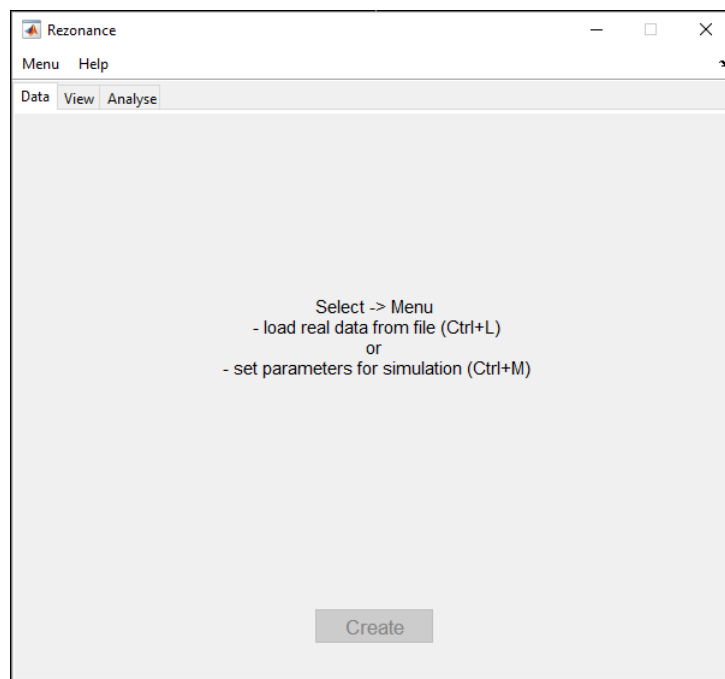 Rezonance
Menu Help
Data View Analyse
Select -> Menu
- load real data from file (Ctrl+L)
or
- set parameters for simulation (Ctrl+M)
Create